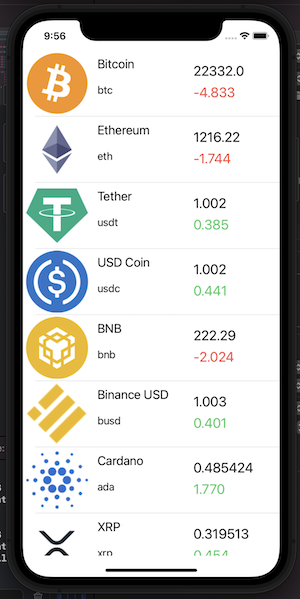 9:56
Bitcoin
22332.0
btc
-4.833
Ethereum
1216.22
eth
-1.744
Tether
1.002
usdt
0.385
USD Coin
1.002
usdc
0.441
BNB
222.29
bnb
-2.024
Binance USD
1.003
busd
0.401
Cardano
0.485424
ada
1.770
XRP
0.319513
xrp
0.454